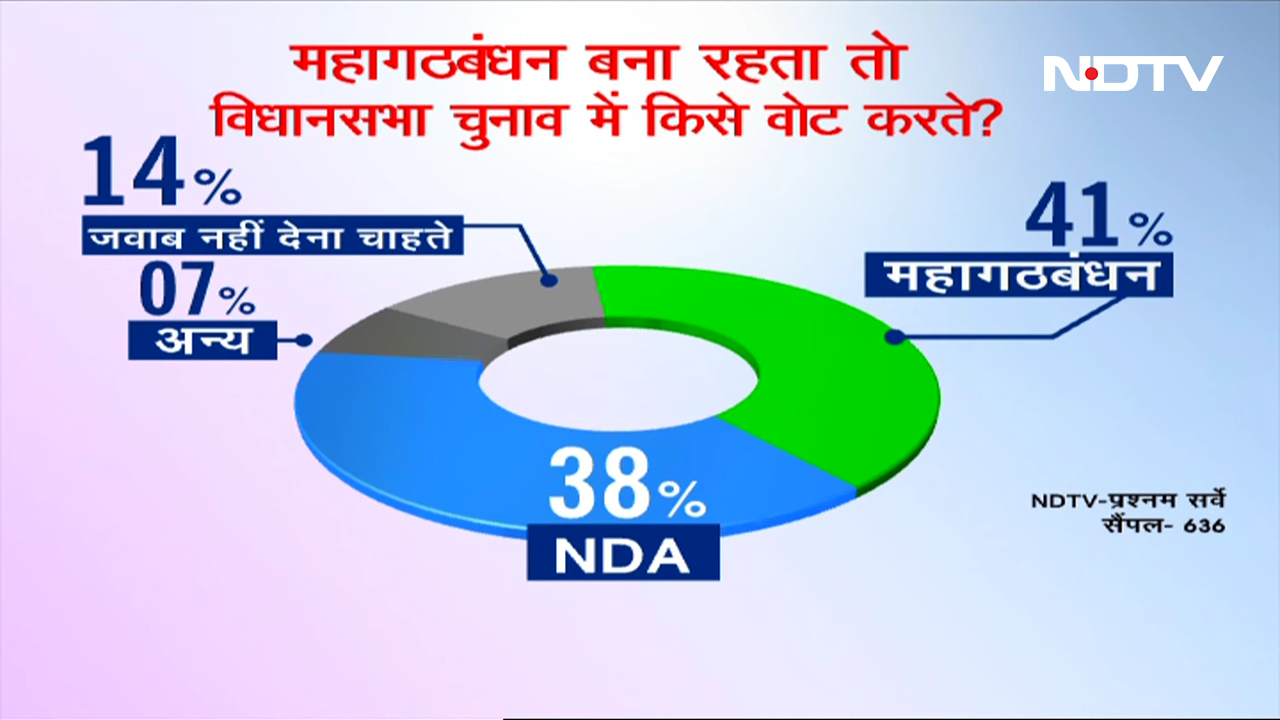 महागठबंधन बना रहता तो
विधानसभा चुनाव में किसे वोट करते?
NDTV
14%
जवाब नहीं देना चाहते
07%
अन्य
41%
महागठबंधन
38%
NDA
NDTV-प्रश्नम सर्वे
सैंपल- 636